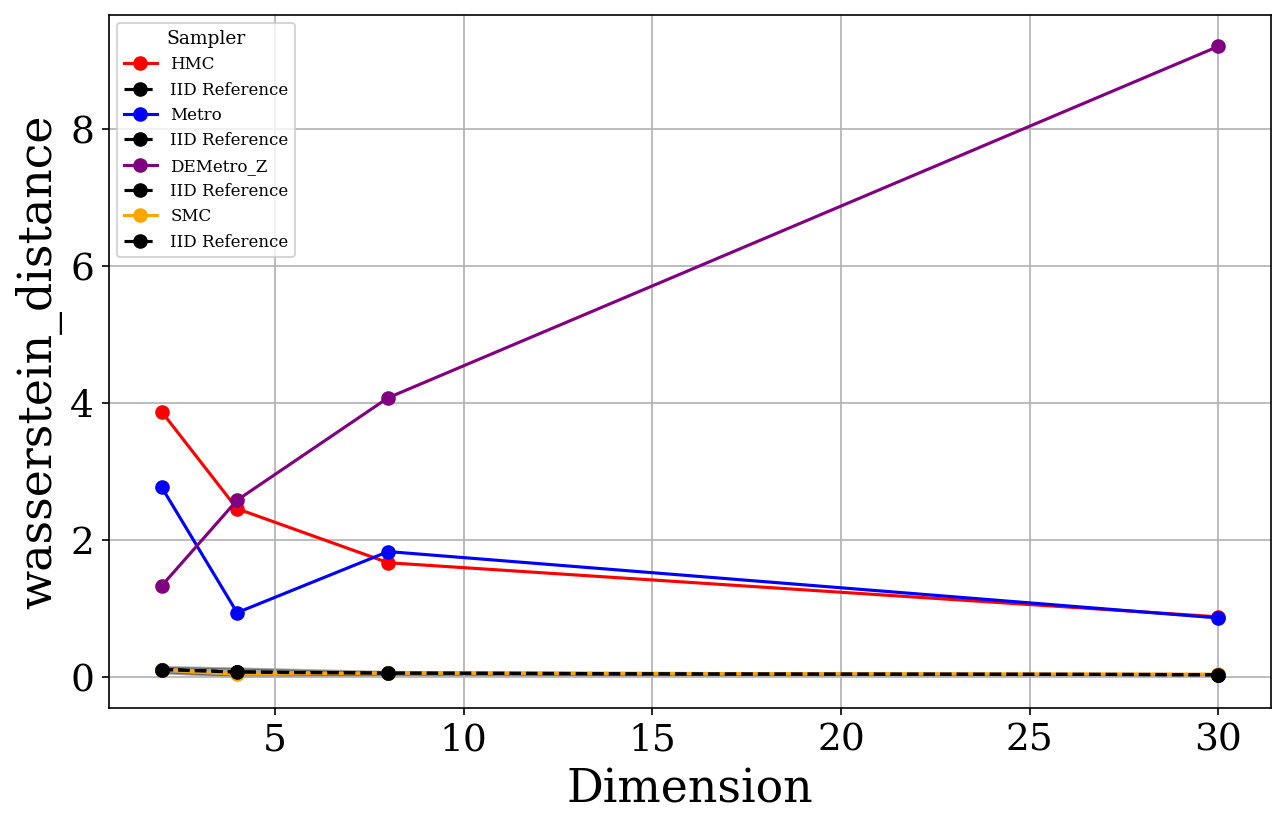 Sampler
HMC
IID Reference
Metro
IID Reference
DEMetro_Z
IID Reference
SMC
IID Reference
wasserstein_distance
8
6
4
2
0
5 10 15 20 25 30
Dimension